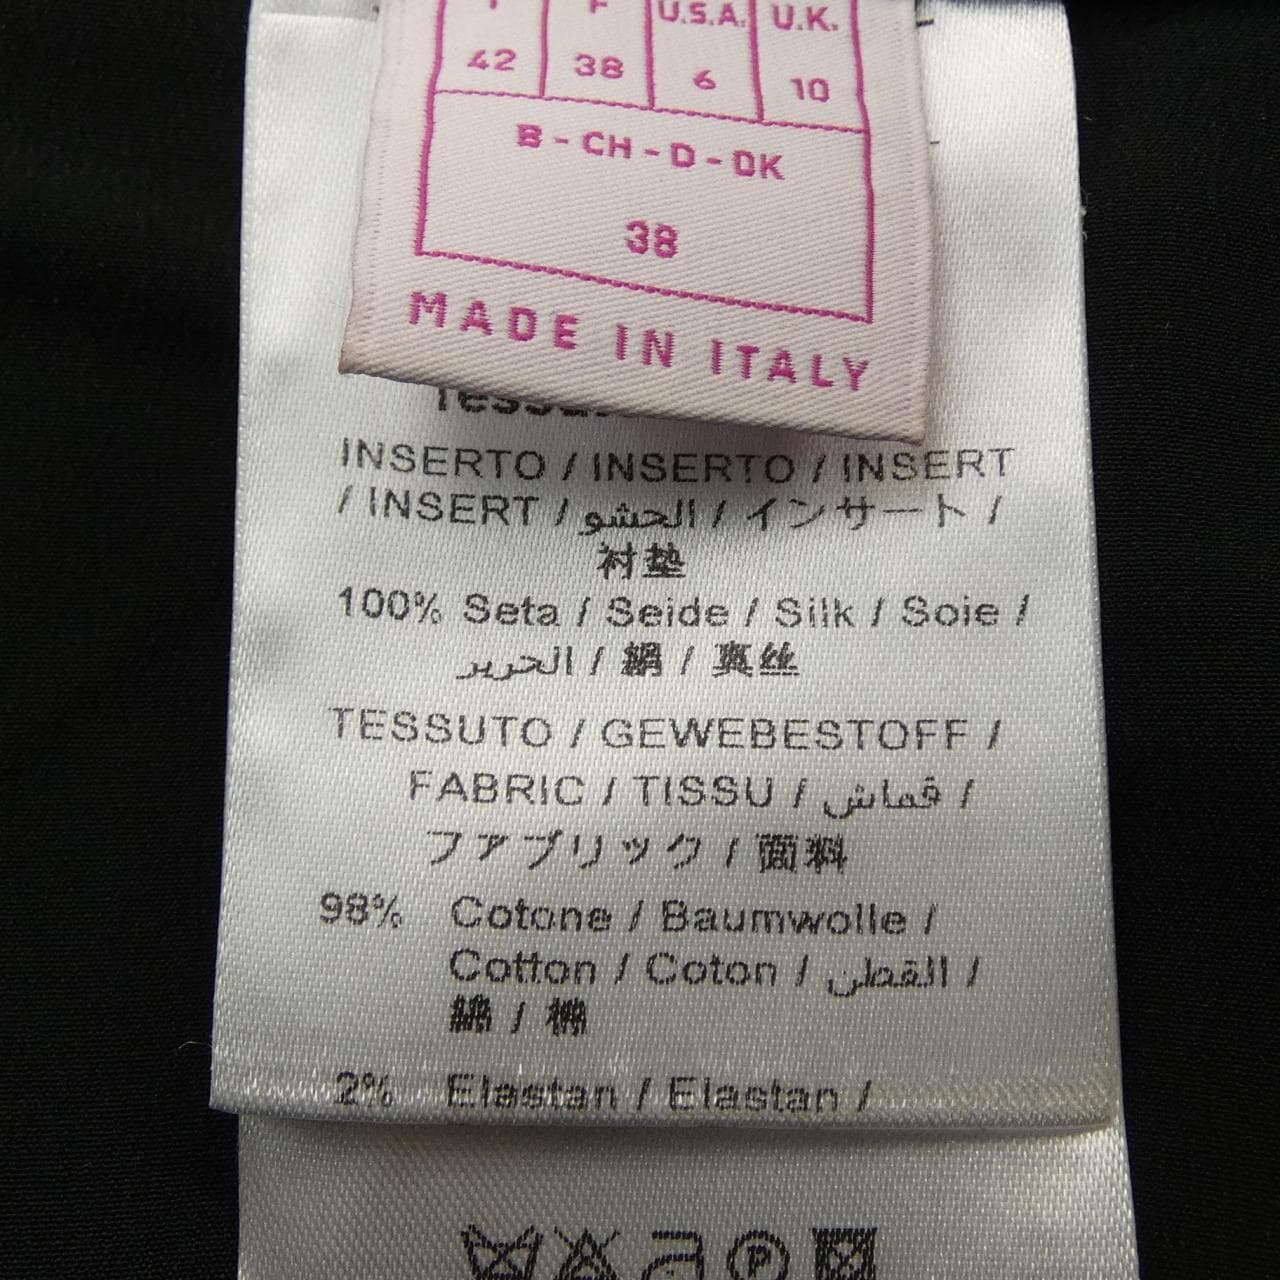 U.S.A. U.K.
42 38 6 10
B - CH - D - DK
38
MADE IN ITALY
INSERTO / INSERTO / INSERT
/ INSERT / الحشو / インサート /
衬垫
100% Seta / Seide / Silk / Soie /
الحرير / 絹 / 真丝
TESSUTO / GEWEBESTOFF /
FABRIC / TISSU / قماش /
ファブリック / 面料
98% Cotone / Baumwolle /
Cotton / Coton / القطن /
綿 / 棉
2% Elastan / Elastan /
P